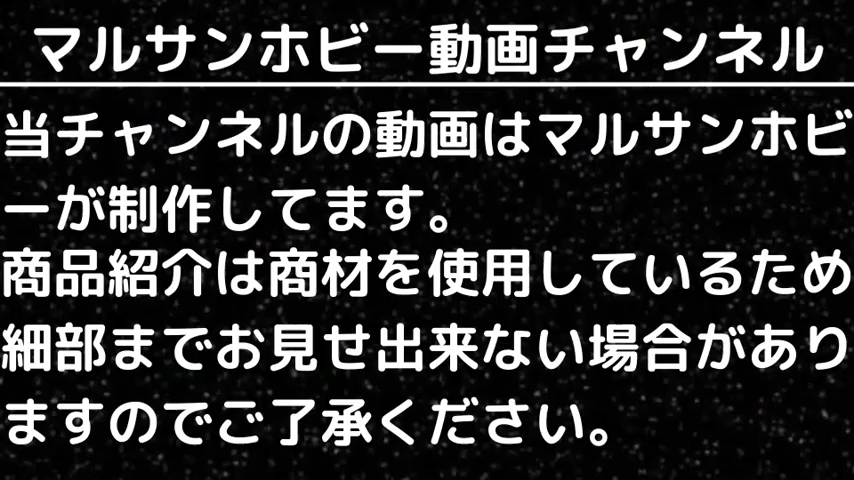 マルサンホビー動画チャンネル
当チャンネルの動画はマルサンホビ
ーが制作してます。
商品紹介は商材を使用しているため
細部までお見せ出来ない場合があり
ますのでご了承ください。